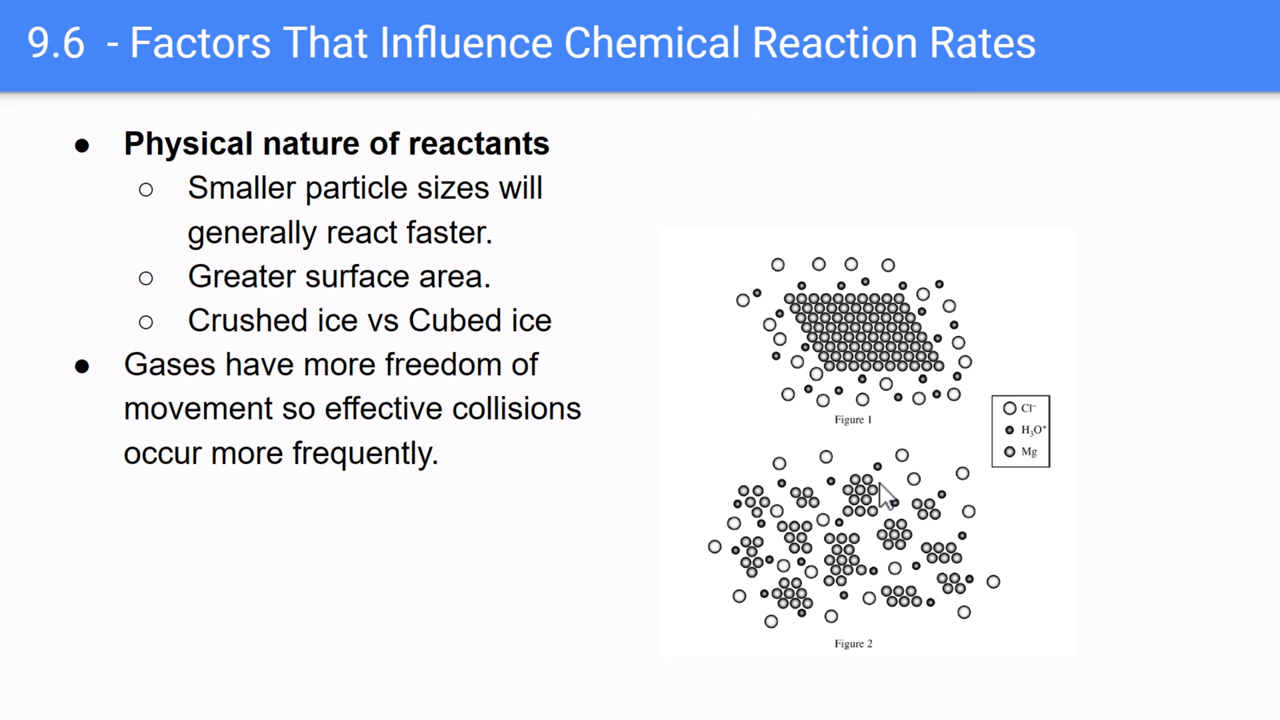 9.6 - Factors That Influence Chemical Reaction Rates
● Physical nature of reactants
○ Smaller particle sizes will
generally react faster.
○ Greater surface area.
○ Crushed ice vs Cubed ice
● Gases have more freedom of
movement so effective collisions
occur more frequently.
Figure 1
Cl⁻
H₃O⁺
Mg
Figure 2